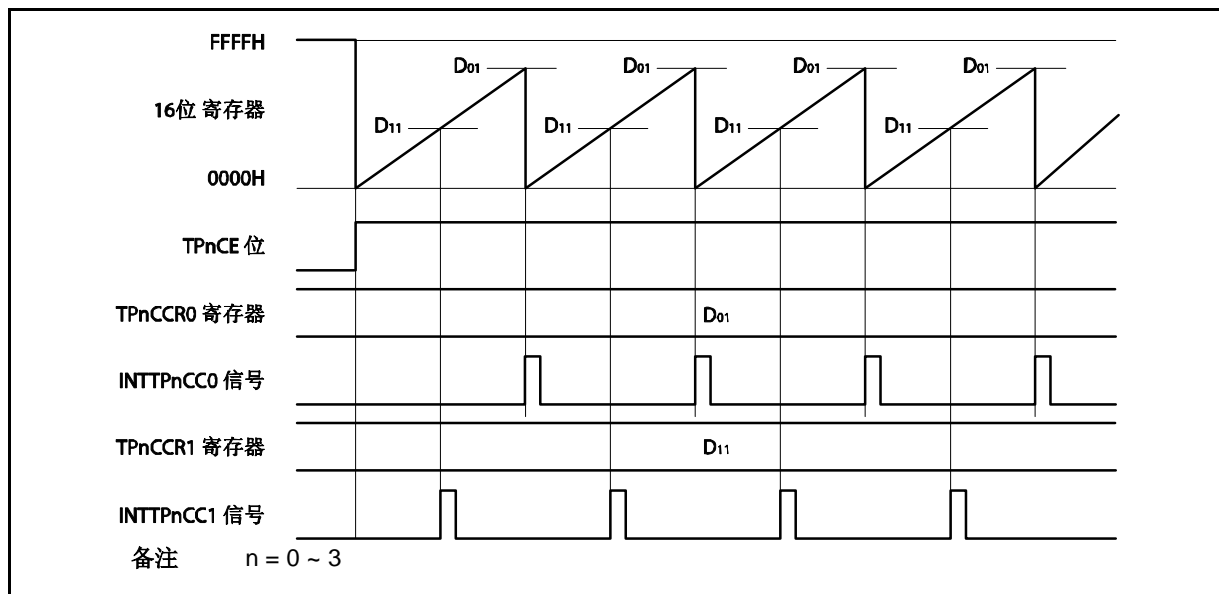 FFFFH
D01 D01 D01 D01
16位 寄存器
D11 D11 D11 D11
0000H
TPnCE 位
TPnCCR0 寄存器
D01
INTTPnCC0 信号
TPnCCR1 寄存器
D11
INTTPnCC1 信号
备注 n = 0 ~ 3